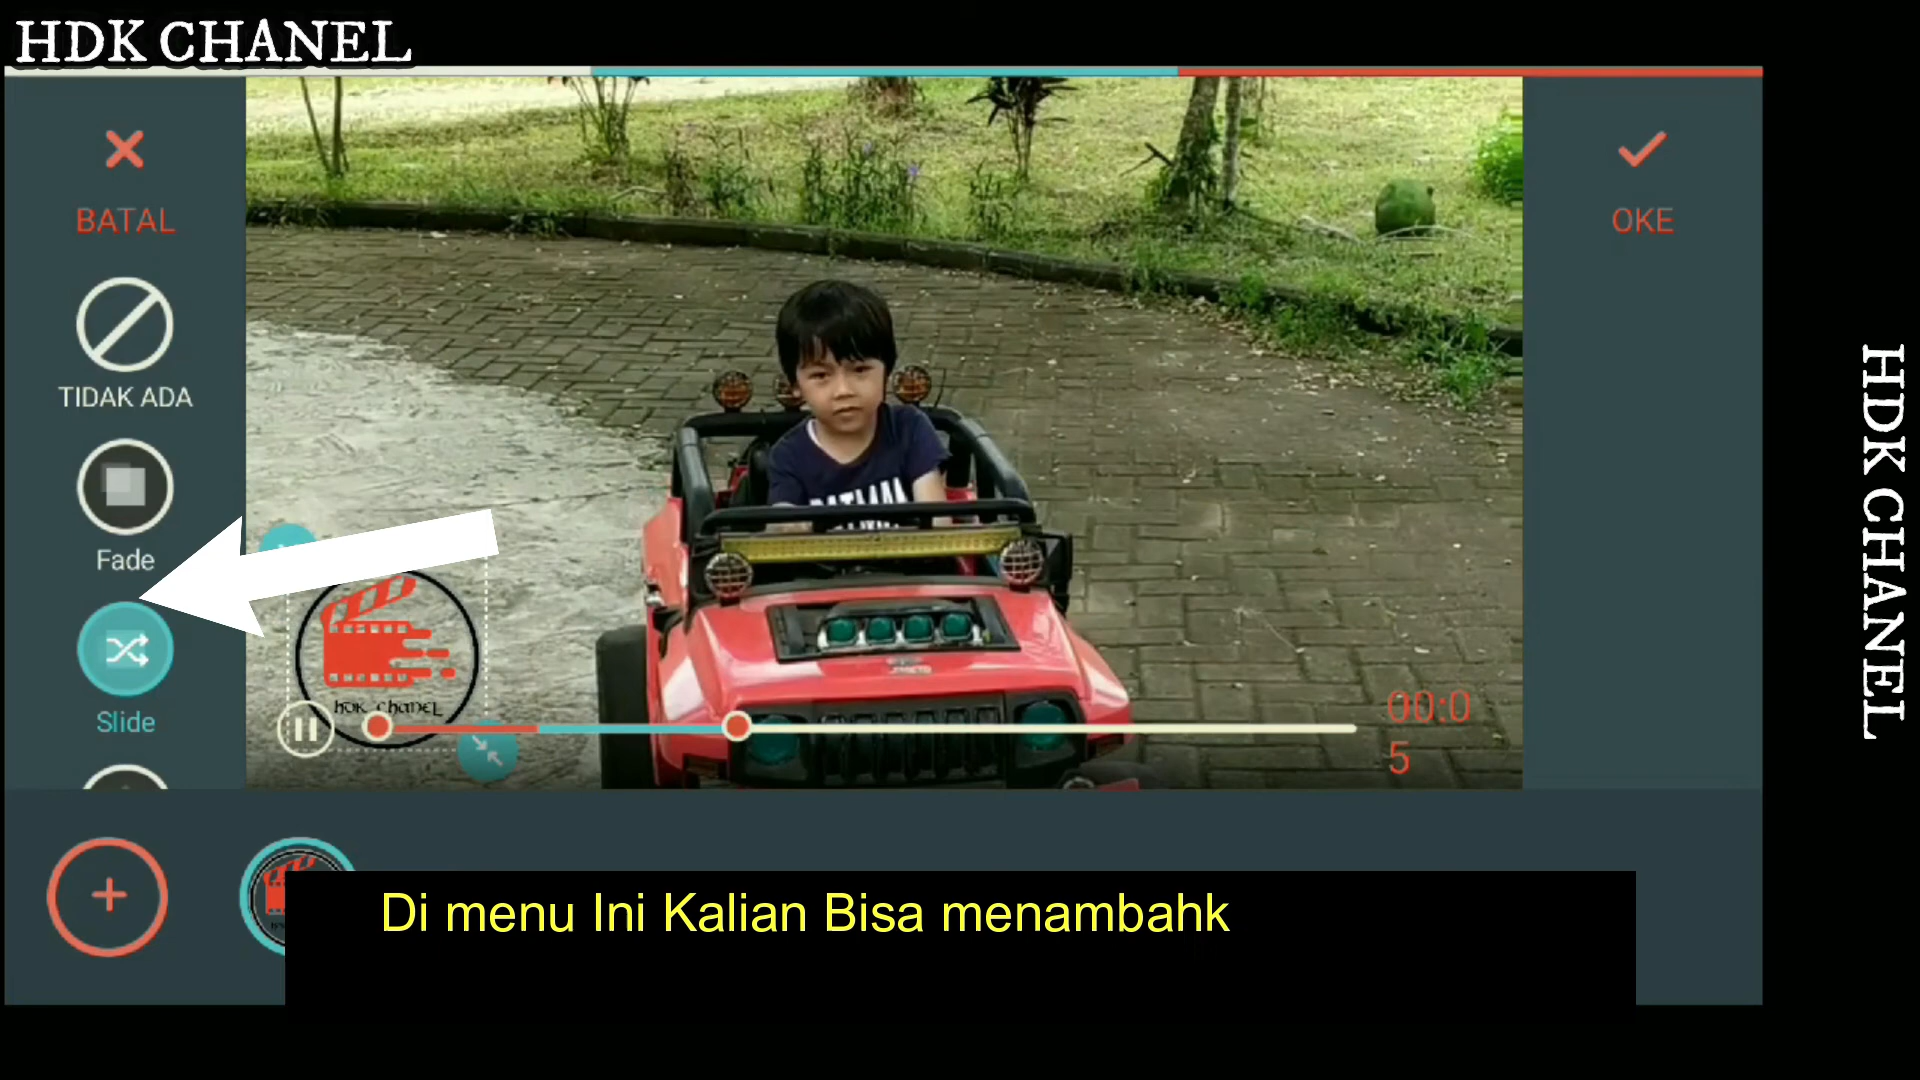 HDK CHANEL
BATAL
OKE
TIDAK ADA
Fade
Slide
hdk chanel
00:0
5
Di menu Ini Kalian Bisa menambahk
HDK CHANEL